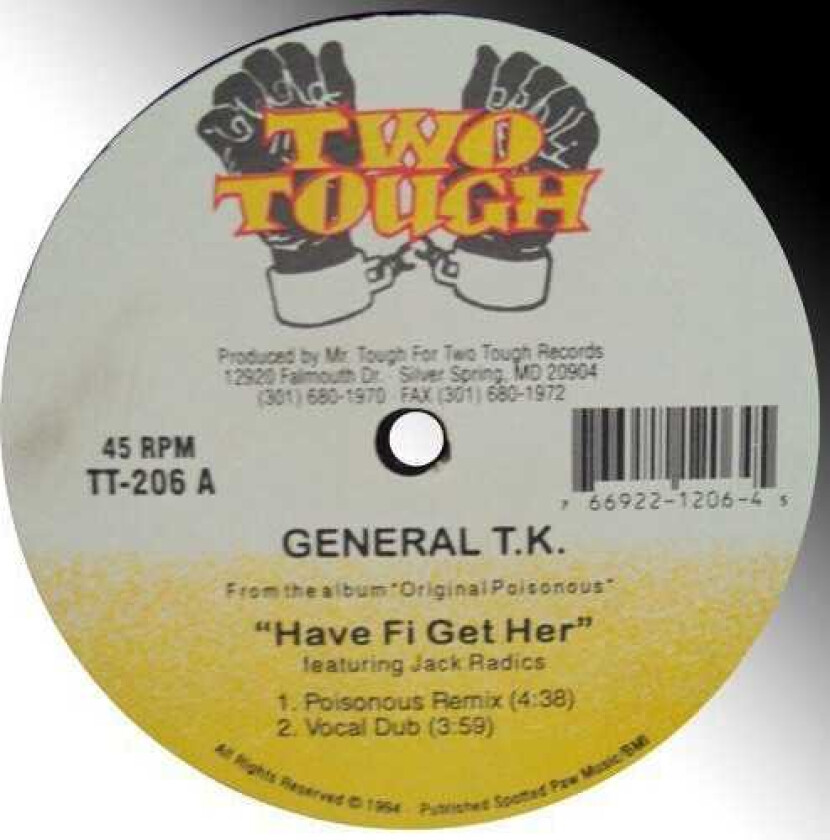 TWO
TOUGH
Produced by Mr. Tough For Two Tough Records
12920 Falmouth Dr. Silver Spring, MD 20904
(301) 680-1970 · FAX (301) 680-1972
45 RPM
TT-206 A
7 66922-1206-4 5
GENERAL T.K.
From the album "Original Poisonous"
"Have Fi Get Her"
featuring Jack Radics
1. Poisonous Remix (4:38)
2. Vocal Dub (3:59)
All Rights Reserved © 1994 · Published Spotted Paw Music/BMI